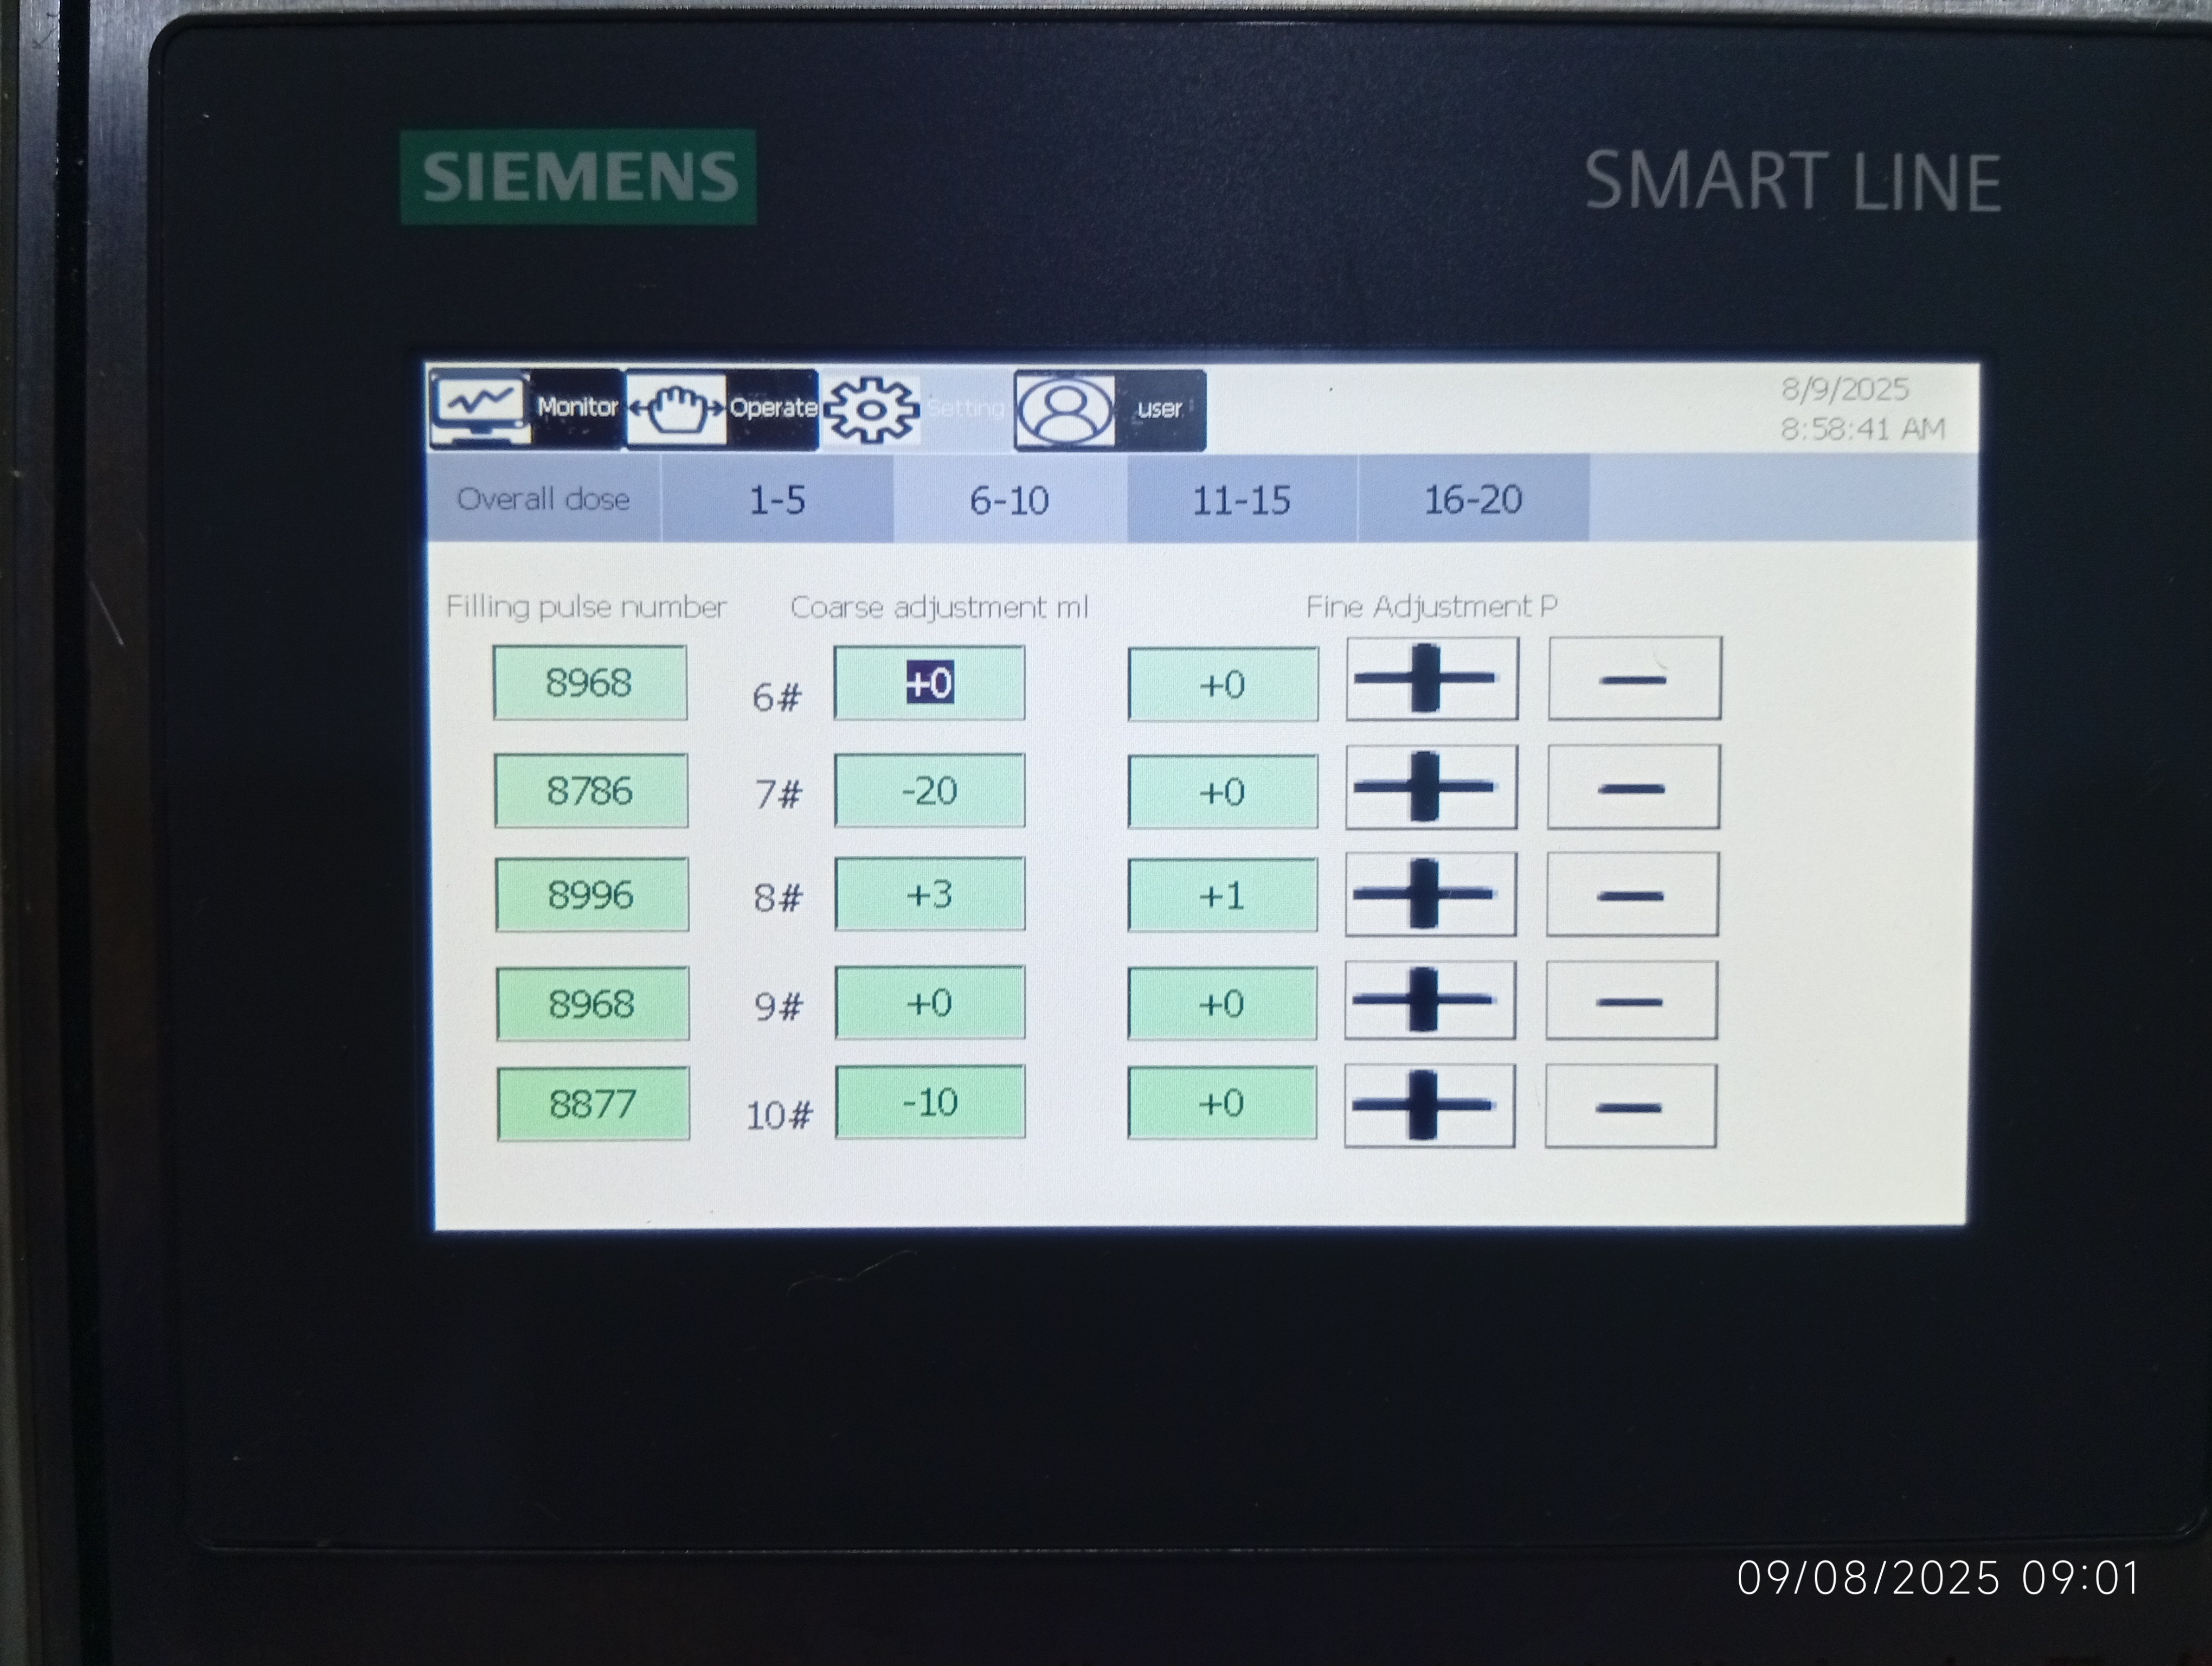 SIEMENS
SMART LINE
Monitor Operate Setting user
8/9/2025
8:58:41 AM
Overall dose 1-5 6-10 11-15 16-20
Filling pulse number Coarse adjustment ml Fine Adjustment P
8968 6# +0 +0
8786 7# -20 +0
8996 8# +3 +1
8968 9# +0 +0
8877 10# -10 +0
09/08/2025 09:01